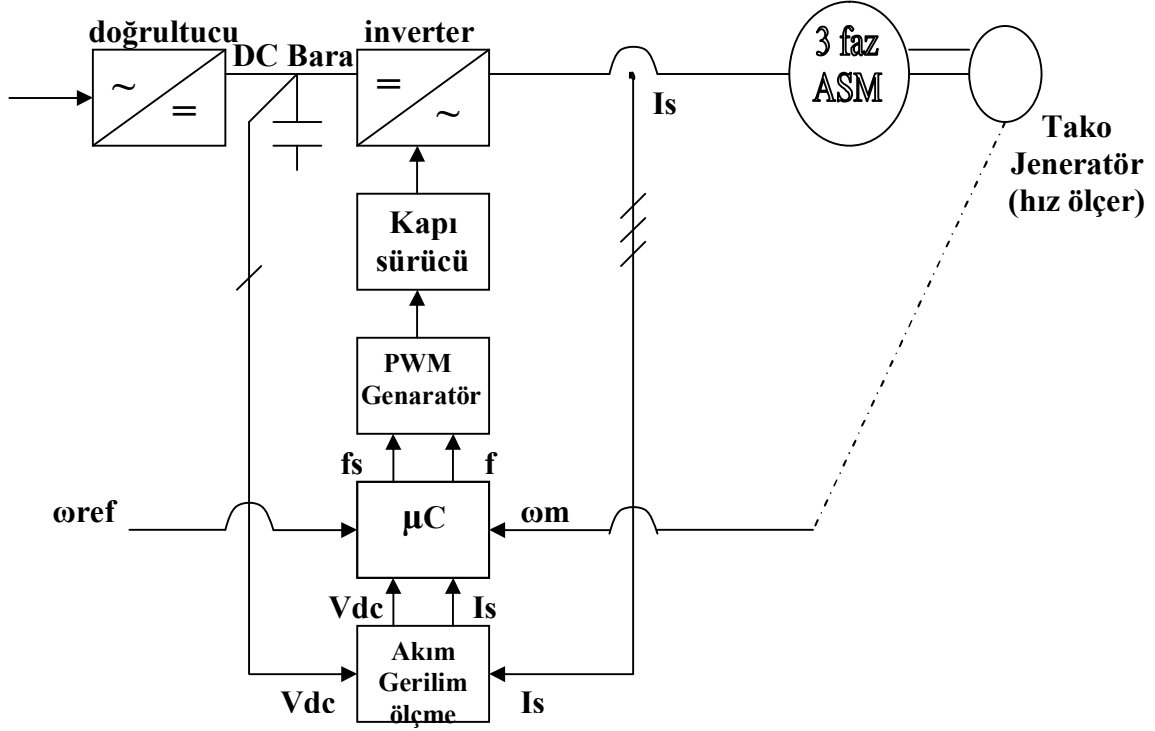 doğrultucu
DC Bara
inverter
~
=
=
~
Is
3 faz
ASM
Tako
Jeneratör
(hız ölçer)
Kapı
sürücü
PWM
Genaratör
fs
f
ωref
μC
ωm
Vdc
Is
Akım
Gerilim
ölçme
Vdc
Is